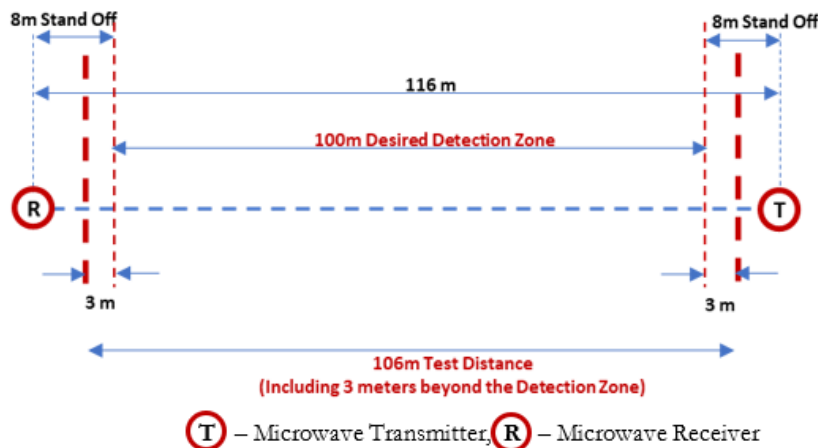 8m Stand Off
8m Stand Off
116 m
100m Desired Detection Zone
R
T
3 m
3 m
106m Test Distance
(Including 3 meters beyond the Detection Zone)
T – Microwave Transmitter, R – Microwave Receiver